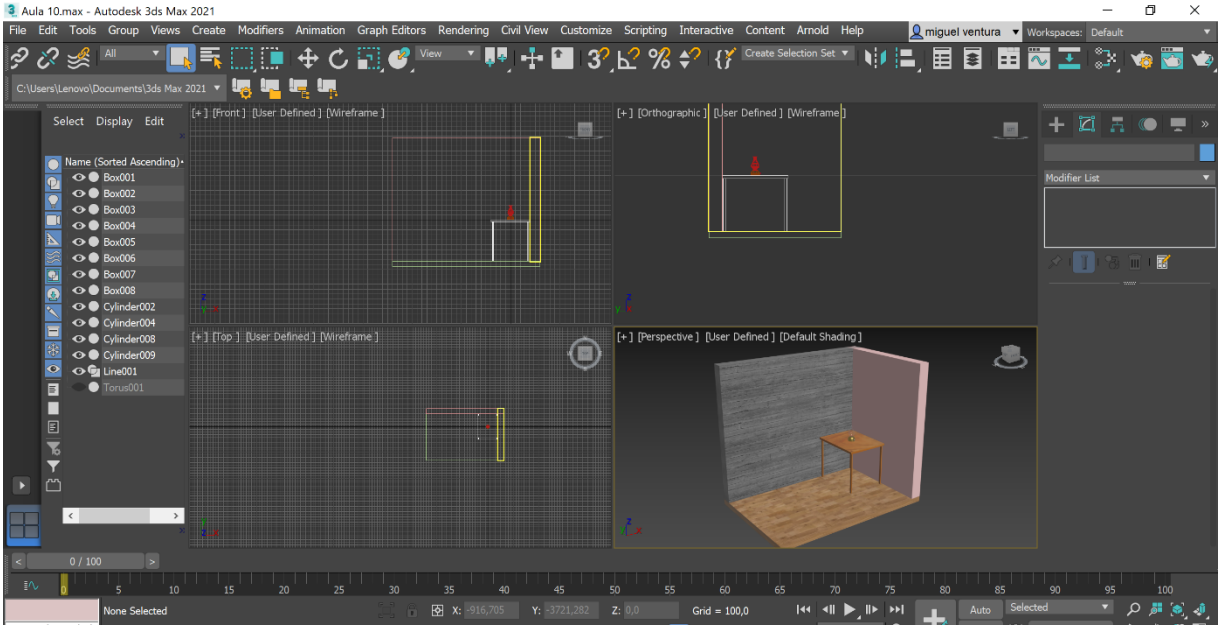 Aula 10.max - Autodesk 3ds Max 2021
File Edit Tools Group Views Create Modifiers Animation Graph Editors Rendering Civil View Customize Scripting Interactive Content Arnold Help miguel ventura Workspaces: Default
All View Create Selection Set
C:\Users\Lenovo\Documents\3ds Max 2021
Select Display Edit
[+] [Front] [User Defined] [Wireframe]
[+] [Orthographic] [User Defined] [Wireframe]
Name (Sorted Ascending)
Box001
Box002
Box003
Box004
Box005
Box006
Box007
Box008
Cylinder002
Cylinder004
Cylinder008
Cylinder009
Line001
Torus001
Modifier List
[+] [Top] [User Defined] [Wireframe]
[+] [Perspective] [User Defined] [Default Shading]
0 / 100
0 5 10 15 20 25 30 35 40 45 50 55 60 65 70 75 80 85 90 95 100
None Selected X: -916,705 Y: -3721,282 Z: 0,0 Grid = 100,0 Auto Selected